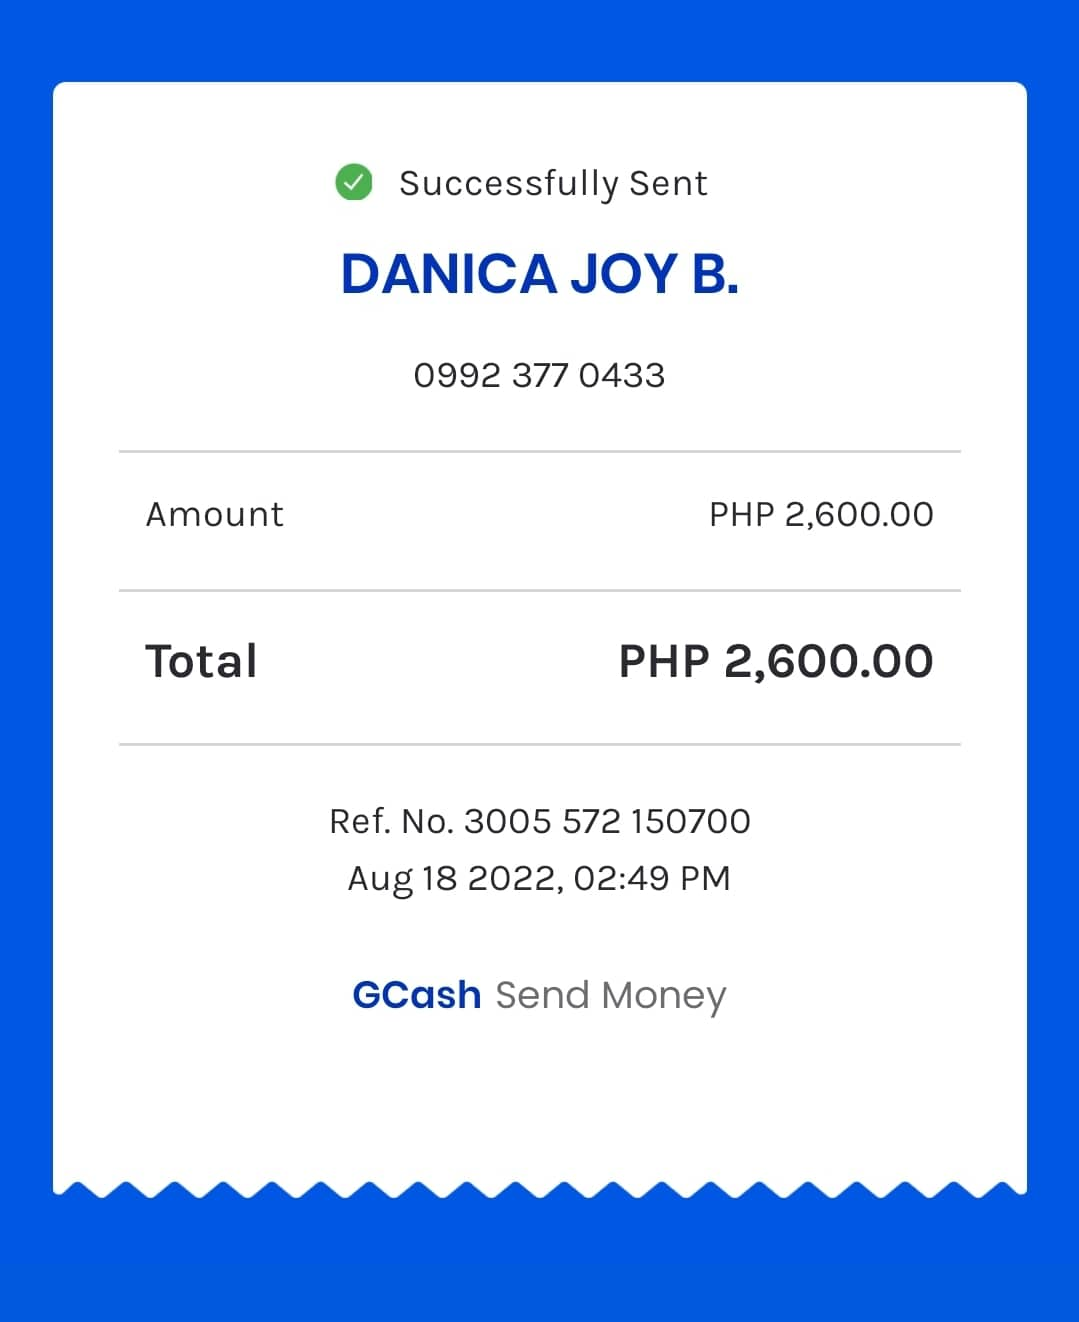 Successfully Sent
DANICA JOY B.
0992 377 0433
Amount PHP 2,600.00
Total PHP 2,600.00
Ref. No. 3005 572 150700
Aug 18 2022, 02:49 PM
GCash Send Money